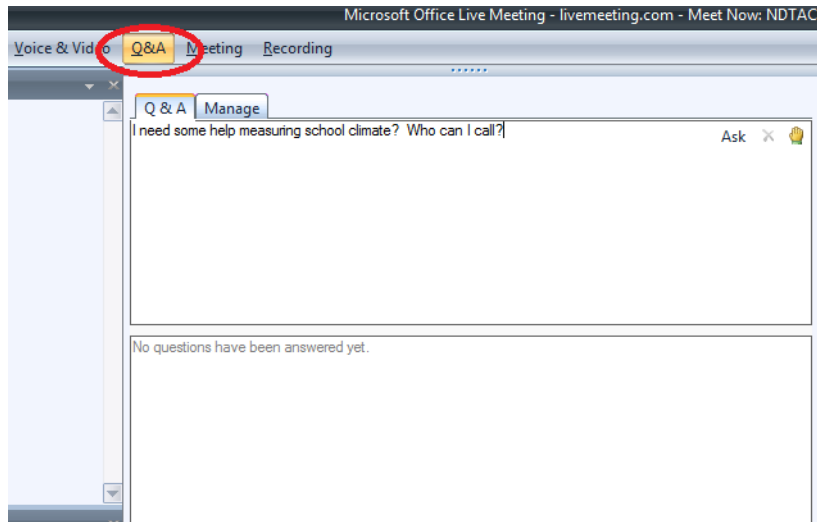 Microsoft Office Live Meeting - livemeeting.com - Meet Now: NDTAC
Voice & Video Q&A Meeting Recording
Q & A Manage
I need some help measuring school climate? Who can I call?
Ask
No questions have been answered yet.